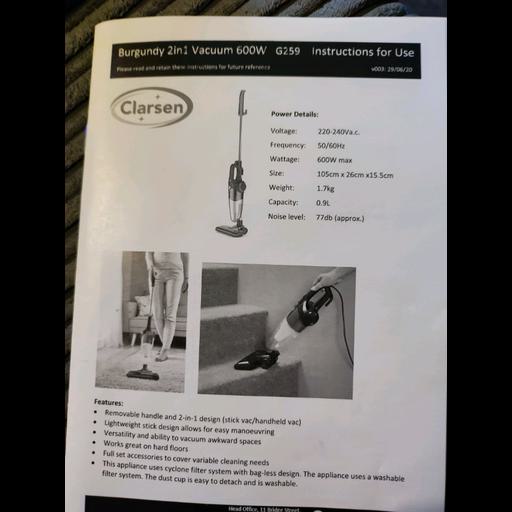 Burgundy 2in1 Vacuum 600W G259 Instructions for Use
Please read and retain these instructions for future reference
v003: 29/06/20
Clarsen
Power Details:
Voltage: 220-240Va.c.
Frequency: 50/60Hz
Wattage: 600W max
Size: 105cm x 26cm x15.5cm
Weight: 1.7kg
Capacity: 0.9L
Noise level: 77db (approx.)
Features:
• Removable handle and 2-in-1 design (stick vac/handheld vac)
• Lightweight stick design allows for easy manoeuvring
• Versatility and ability to vacuum awkward spaces
• Works great on hard floors
• Full set accessories to cover variable cleaning needs
• This appliance uses cyclone filter system with bag-less design. The appliance uses a washable
filter system. The dust cup is easy to detach and is washable.
Head Office, 11 Bridge Street